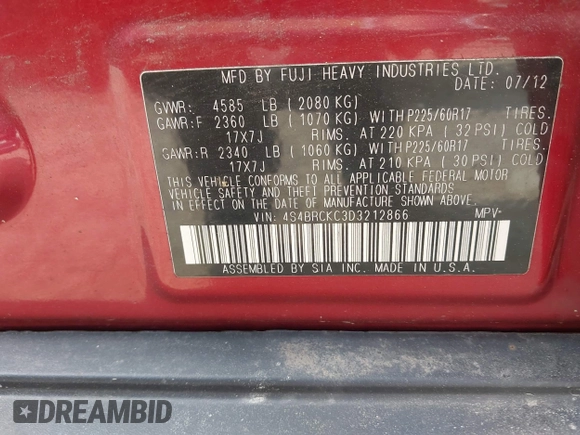 MFD BY FUJI HEAVY INDUSTRIES LTD.
DATE: 07/12
GVWR: 4585 LB (2080 KG)
GAWR:F 2360 LB (1070 KG) WITH P225/60R17 TIRES.
17X7J RIMS. AT 220 KPA (32 PSI) COLD
GAWR:R 2340 LB (1060 KG) WITH P225/60R17 TIRES.
17X7J RIMS. AT 210 KPA (30 PSI) COLD
THIS VEHICLE CONFORMS TO ALL APPLICABLE FEDERAL MOTOR
VEHICLE SAFETY AND THEFT PREVENTION STANDARDS
IN EFFECT ON THE DATE OF MANUFACTURE SHOWN ABOVE.
VIN: 4S4BRCKC3D3212866 MPV-
ASSEMBLED BY SIA INC. MADE IN U.S.A.
DREAMBID